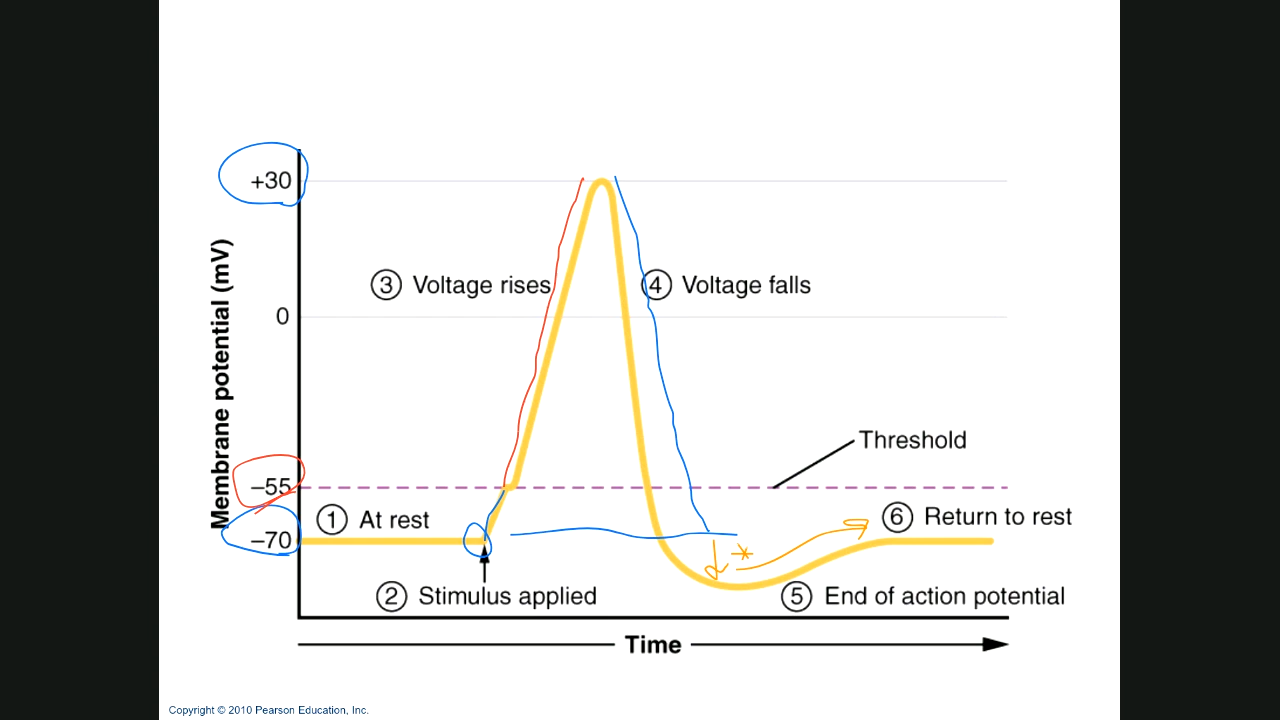 +30
③ Voltage rises
④ Voltage falls
0
Membrane potential (mV)
Threshold
–55
① At rest
⑥ Return to rest
–70
*
② Stimulus applied
⑤ End of action potential
Time
Copyright © 2010 Pearson Education, Inc.